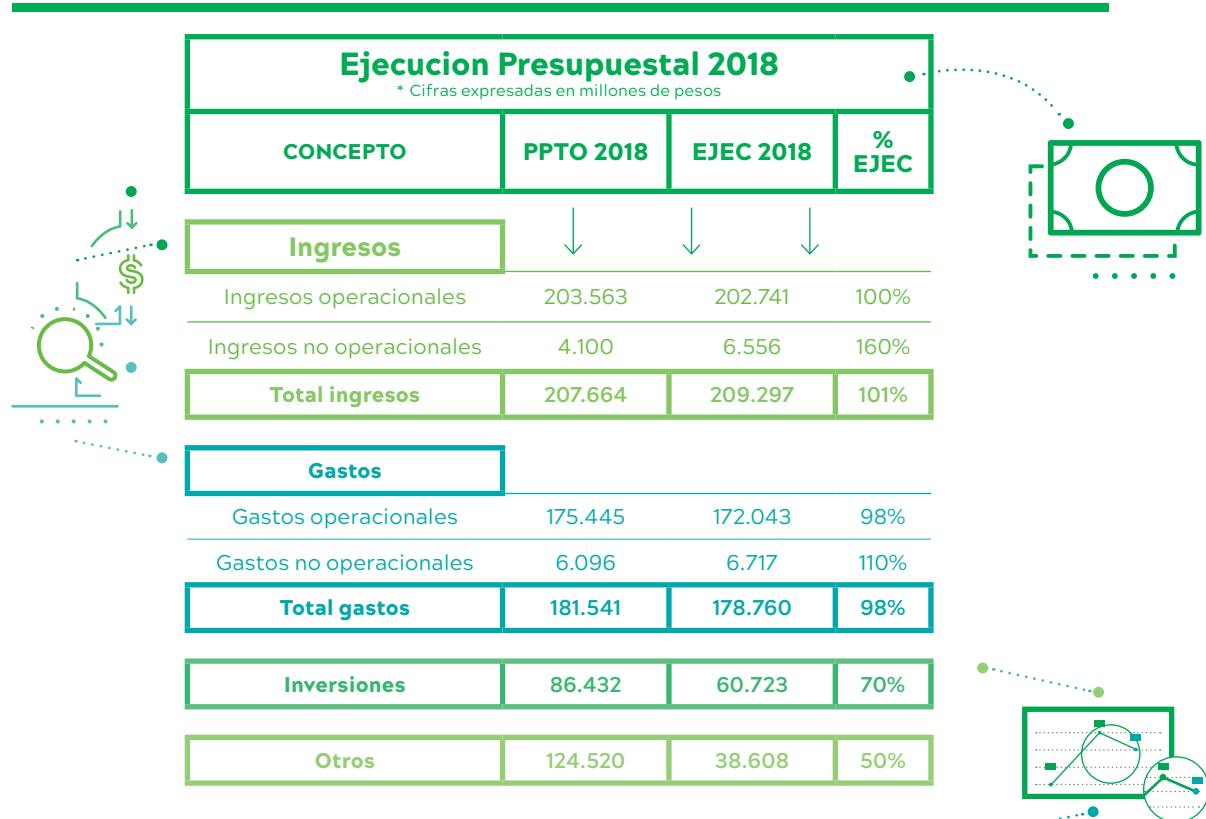 Ejecucion Presupuestal 2018
* Cifras expresadas en millones de pesos
CONCEPTO PPTO 2018 EJEC 2018 % EJEC
Ingresos
Ingresos operacionales 203.563 202.741 100%
Ingresos no operacionales 4.100 6.556 160%
Total ingresos 207.664 209.297 101%
Gastos
Gastos operacionales 175.445 172.043 98%
Gastos no operacionales 6.096 6.717 110%
Total gastos 181.541 178.760 98%
Inversiones 86.432 60.723 70%
Otros 124.520 38.608 50%
$